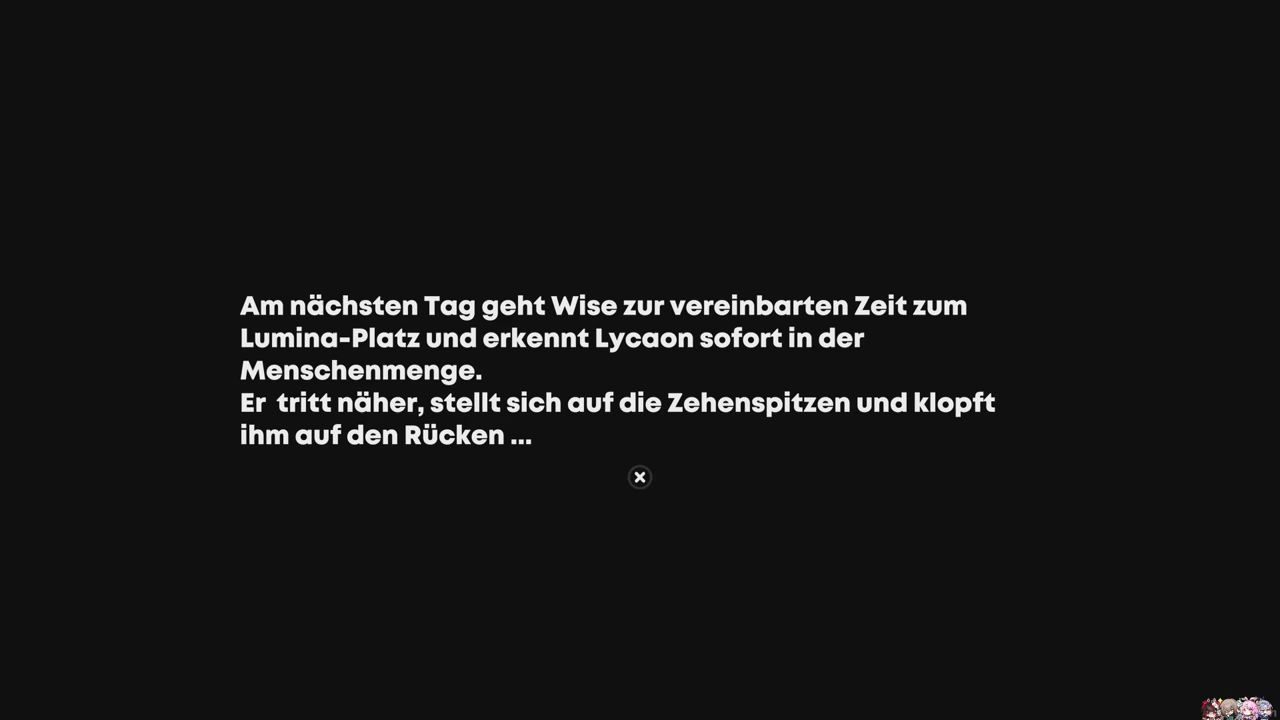 Am nächsten Tag geht Wise zur vereinbarten Zeit zum
Lumina-Platz und erkennt Lycaon sofort in der
Menschenmenge.
Er  tritt näher, stellt sich auf die Zehenspitzen und klopft
ihm auf den Rücken ...